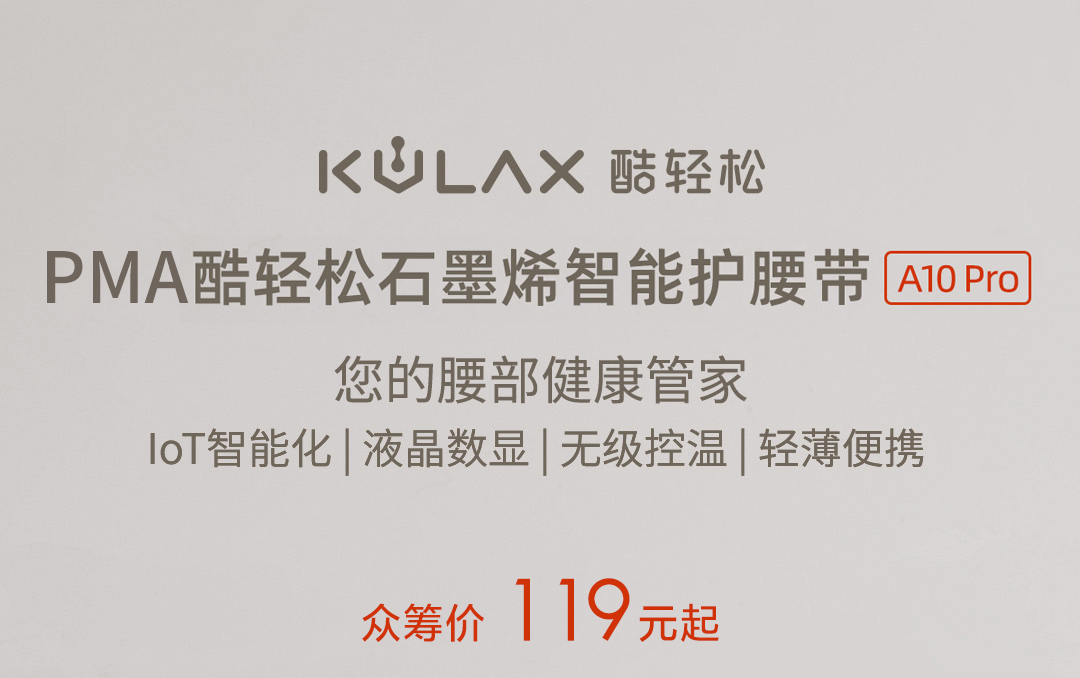 KULAX 酷轻松
PMA酷轻松石墨烯智能护腰带 A10 Pro
您的腰部健康管家
IoT智能化 | 液晶数显 | 无级控温 | 轻薄便携
众筹价 119元起